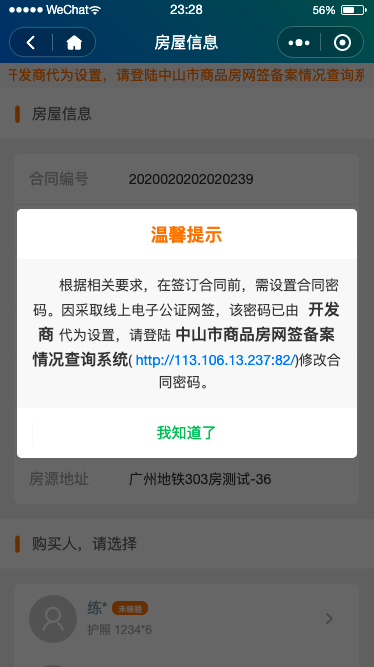 WeChat
23:28
56%
房屋信息
开发商代为设置，请登陆中山市商品房网签备案情况查询系
房屋信息
合同编号 2020020202020239
温馨提示
根据相关要求，在签订合同前，需设置合同密
码。因采取线上电子公证网签，该密码已由 开发
商 代为设置，请登陆 中山市商品房网签备案
情况查询系统( http://113.106.13.237:82/)修改合
同密码。
我知道了
房源地址 广州地铁303房测试-36
购买人，请选择
练* 未核验
护照 1234*6